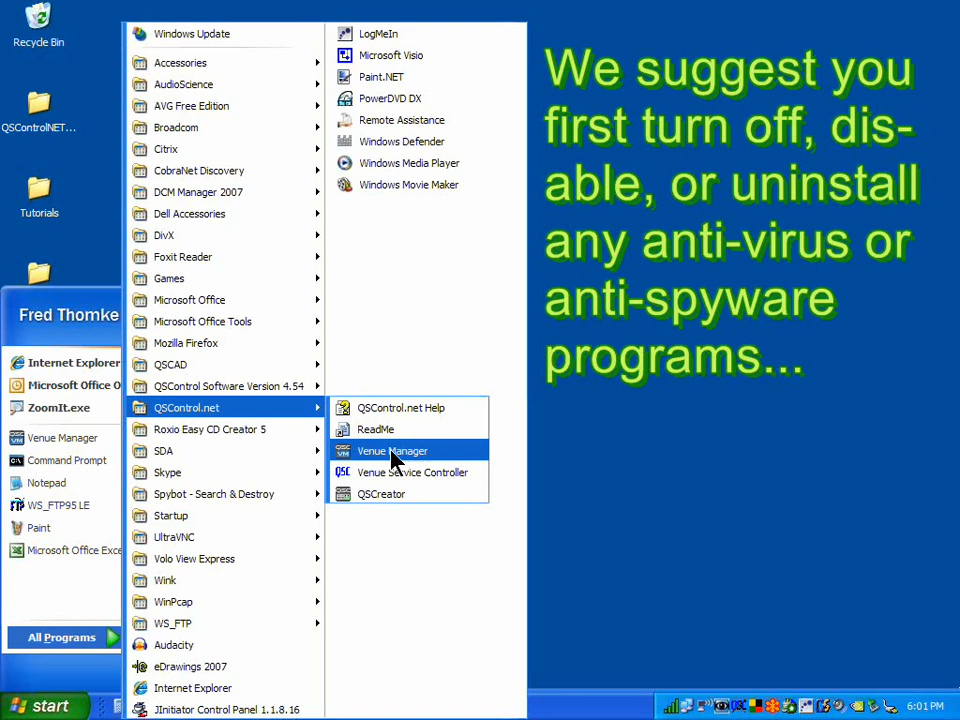 Recycle Bin
QSControlNET...
Tutorials
Fred Thomke
Internet Explorer
Microsoft Office O
ZoomIt.exe
Venue Manager
Command Prompt
Notepad
WS_FTP95 LE
Paint
Microsoft Office Exce
All Programs
start
Windows Update
Accessories
AudioScience
AVG Free Edition
Broadcom
Citrix
CobraNet Discovery
DCM Manager 2007
Dell Accessories
DivX
Foxit Reader
Games
Microsoft Office
Microsoft Office Tools
Mozilla Firefox
QSCAD
QSControl Software Version 4.54
QSControl.net
Roxio Easy CD Creator 5
SDA
Skype
Spybot - Search & Destroy
Startup
UltraVNC
Volo View Express
Wink
WinPcap
WS_FTP
Audacity
eDrawings 2007
Internet Explorer
JInitiator Control Panel 1.1.8.16
LogMeIn
Microsoft Visio
Paint.NET
PowerDVD DX
Remote Assistance
Windows Defender
Windows Media Player
Windows Movie Maker
QSControl.net Help
ReadMe
Venue Manager
Venue Service Controller
QSCreator
We suggest you
first turn off, dis-
able, or uninstall
any anti-virus or
anti-spyware
programs...
6:01 PM